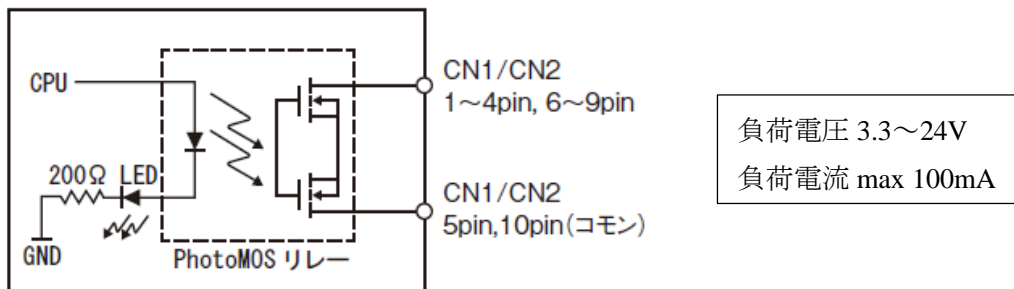 CPU
200Ω LED
GND
PhotoMOS リレー
CN1/CN2
1～4pin, 6～9pin
CN1/CN2
5pin,10pin(コモン)
負荷電圧 3.3～24V
負荷電流 max 100mA